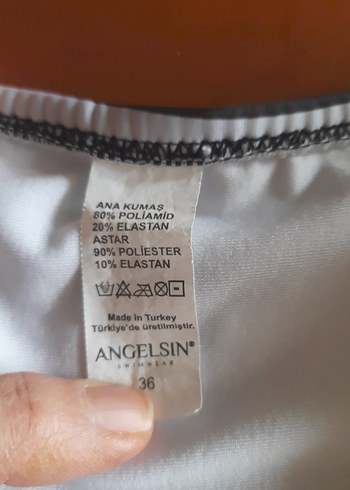 ANA KUMAŞ
80% POLİAMİD
20% ELASTAN
ASTAR
90% POLİESTER
10% ELASTAN
Made in Turkey
Türkiye'de üretilmiştir.
ANGELSIN®
SWIMWEAR
36